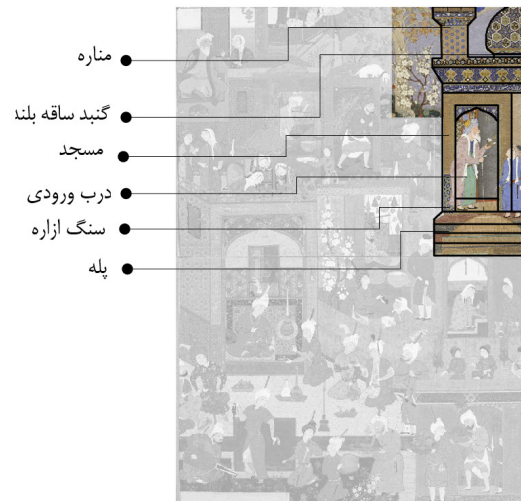 مناره
گنبد ساقه بلند
مسجد
درب ورودی
سنگ ازاره
پله